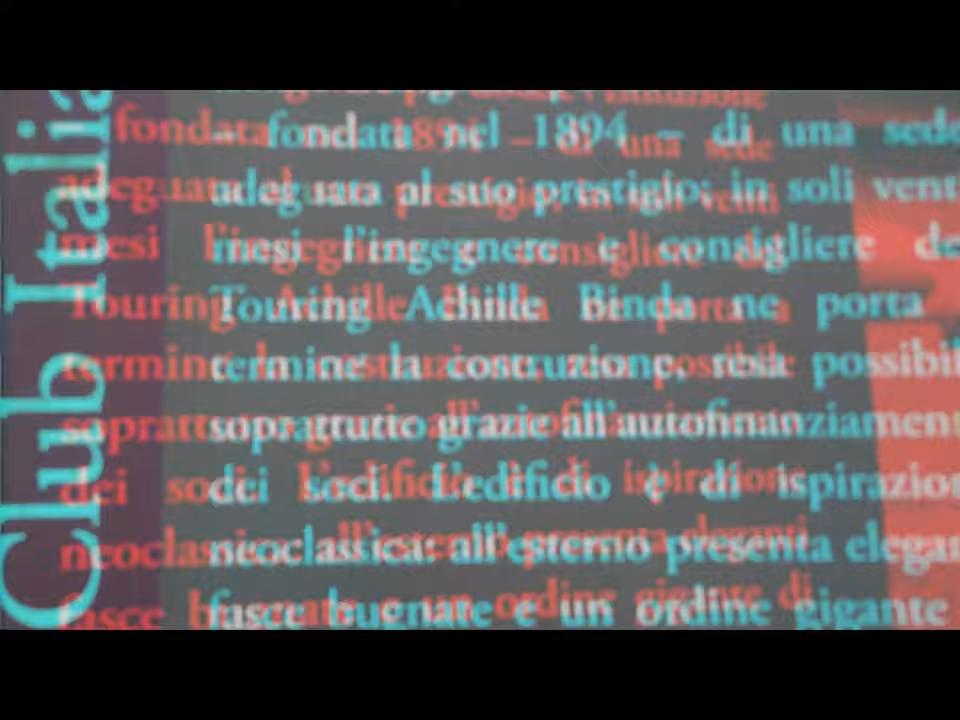 Club Italia
– fondata nel 1894 – di una sede
adeguata al suo prestigio; in soli venti
mesi l'ingegnere e consigliere de
Touring Achille Binda ne porta a
termine la costruzione, resa possibile
soprattutto grazie all'autofinanziament
dei soci. L'edificio è di ispirazion
neoclassica: all'esterno presenta elegan
fasce bugnate e un ordine gigante